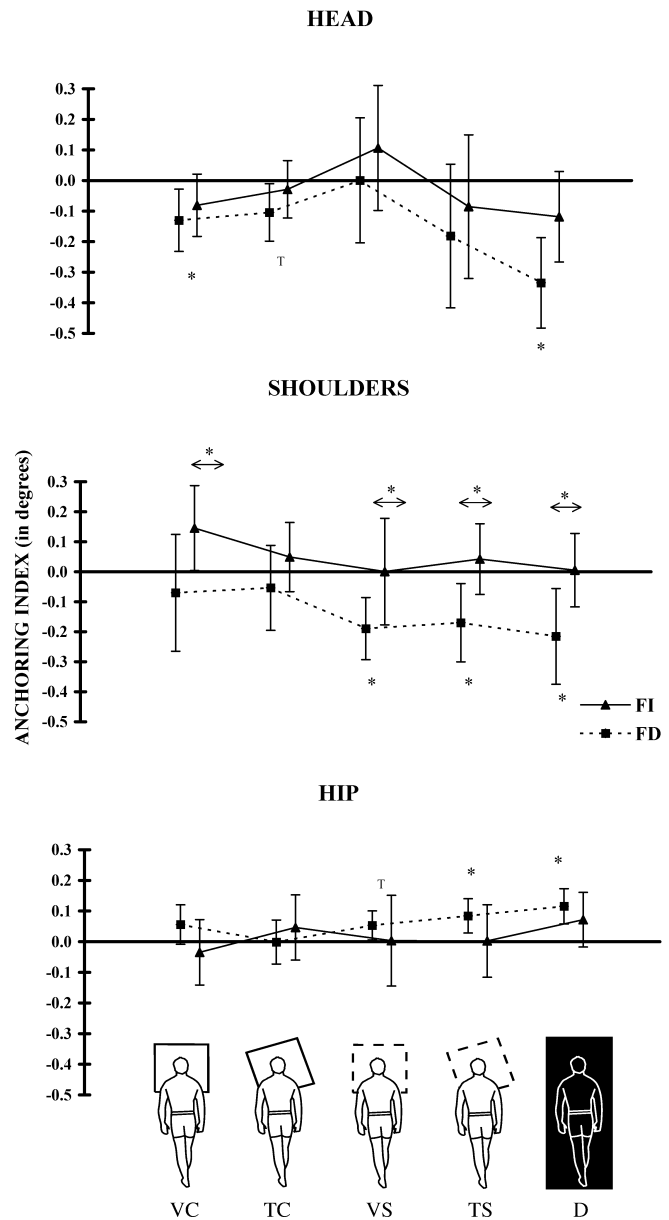 HEAD
0.3
0.2
0.1
0.0
-0.1
-0.2
-0.3
-0.4
-0.5
*
T
*
SHOULDERS
ANCHORING INDEX (in degrees)
0.3
0.2
0.1
0.0
-0.1
-0.2
-0.3
-0.4
-0.5
* * * *
* * *
FI
FD
HIP
0.3
0.2
0.1
0.0
-0.1
-0.2
-0.3
-0.4
-0.5
T * *
VC TC VS TS D